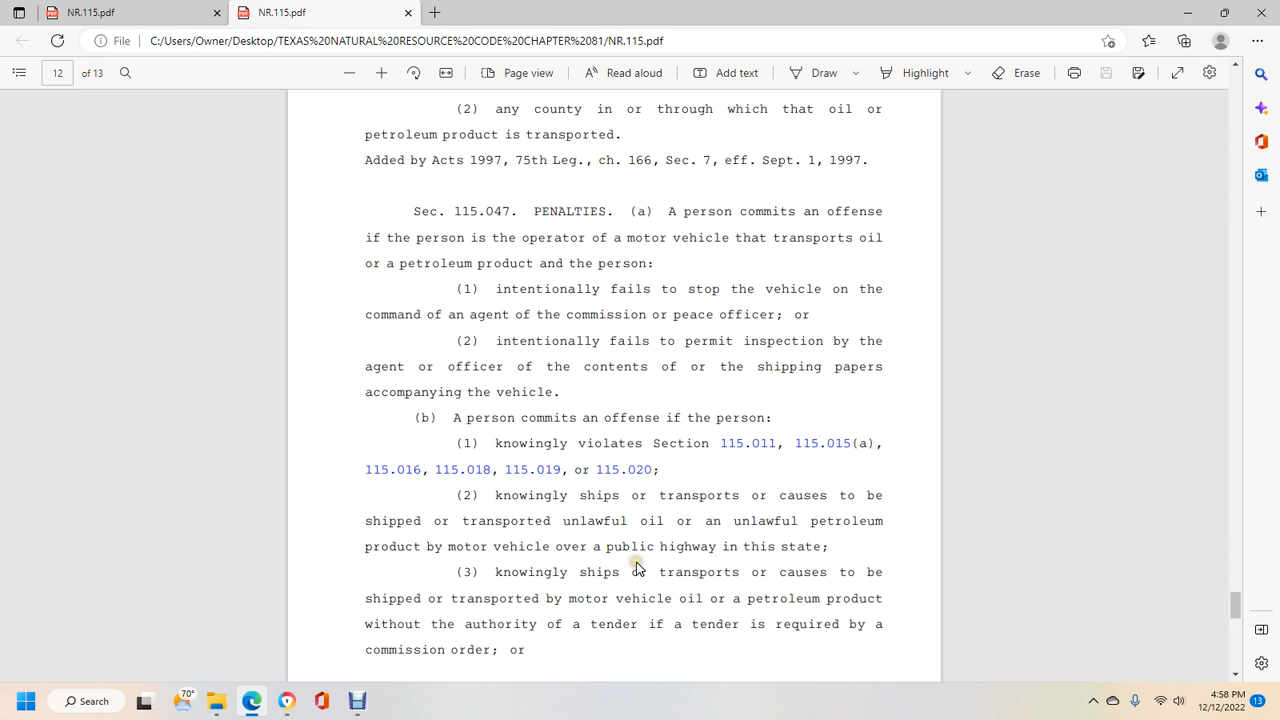 NR.115.pdf
NR.115.pdf
File C:/Users/Owner/Desktop/TEXAS%20NATURAL%20RESOURCE%20CODE%20CHAPTER%2081/NR.115.pdf
12 of 13 Page view Read aloud Add text Draw Highlight Erase
(2) any county in or through which that oil or
petroleum product is transported.
Added by Acts 1997, 75th Leg., ch. 166, Sec. 7, eff. Sept. 1, 1997.
Sec. 115.047. PENALTIES. (a) A person commits an offense
if the person is the operator of a motor vehicle that transports oil
or a petroleum product and the person:
(1) intentionally fails to stop the vehicle on the
command of an agent of the commission or peace officer; or
(2) intentionally fails to permit inspection by the
agent or officer of the contents of or the shipping papers
accompanying the vehicle.
(b) A person commits an offense if the person:
(1) knowingly violates Section 115.011, 115.015(a),
115.016, 115.018, 115.019, or 115.020;
(2) knowingly ships or transports or causes to be
shipped or transported unlawful oil or an unlawful petroleum
product by motor vehicle over a public highway in this state;
(3) knowingly ships or transports or causes to be
shipped or transported by motor vehicle oil or a petroleum product
without the authority of a tender if a tender is required by a
commission order; or
Search
70°
4:58 PM
12/12/2022
13